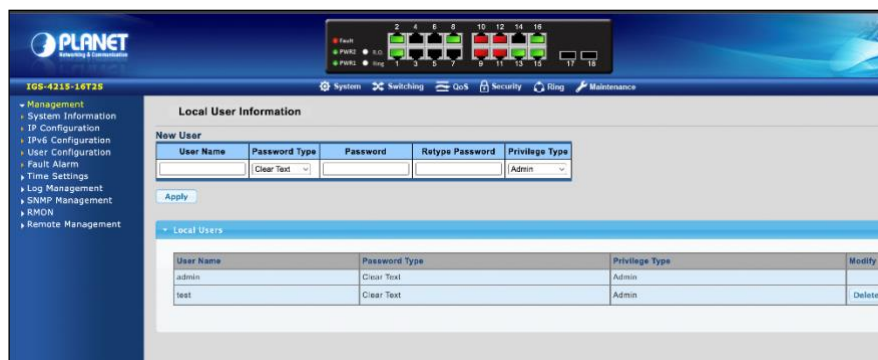 PLANET
Networking & Communication
2 4 6 8 10 12 14 16
Fault
PWR2 R.O.
PWR1 Ring
1 3 5 7 9 11 13 15 17 18
IGS-4215-16T2S
System Switching QoS Security Ring Maintenance
Management
System Information
IP Configuration
IPv6 Configuration
User Configuration
Fault Alarm
Time Settings
Log Management
SNMP Management
RMON
Remote Management
Local User Information
New User
User Name Password Type Password Retype Password Privilege Type
Clear Text Admin
Apply
Local Users
User Name Password Type Privilege Type Modify
admin Clear Text Admin
test Clear Text Admin Delete